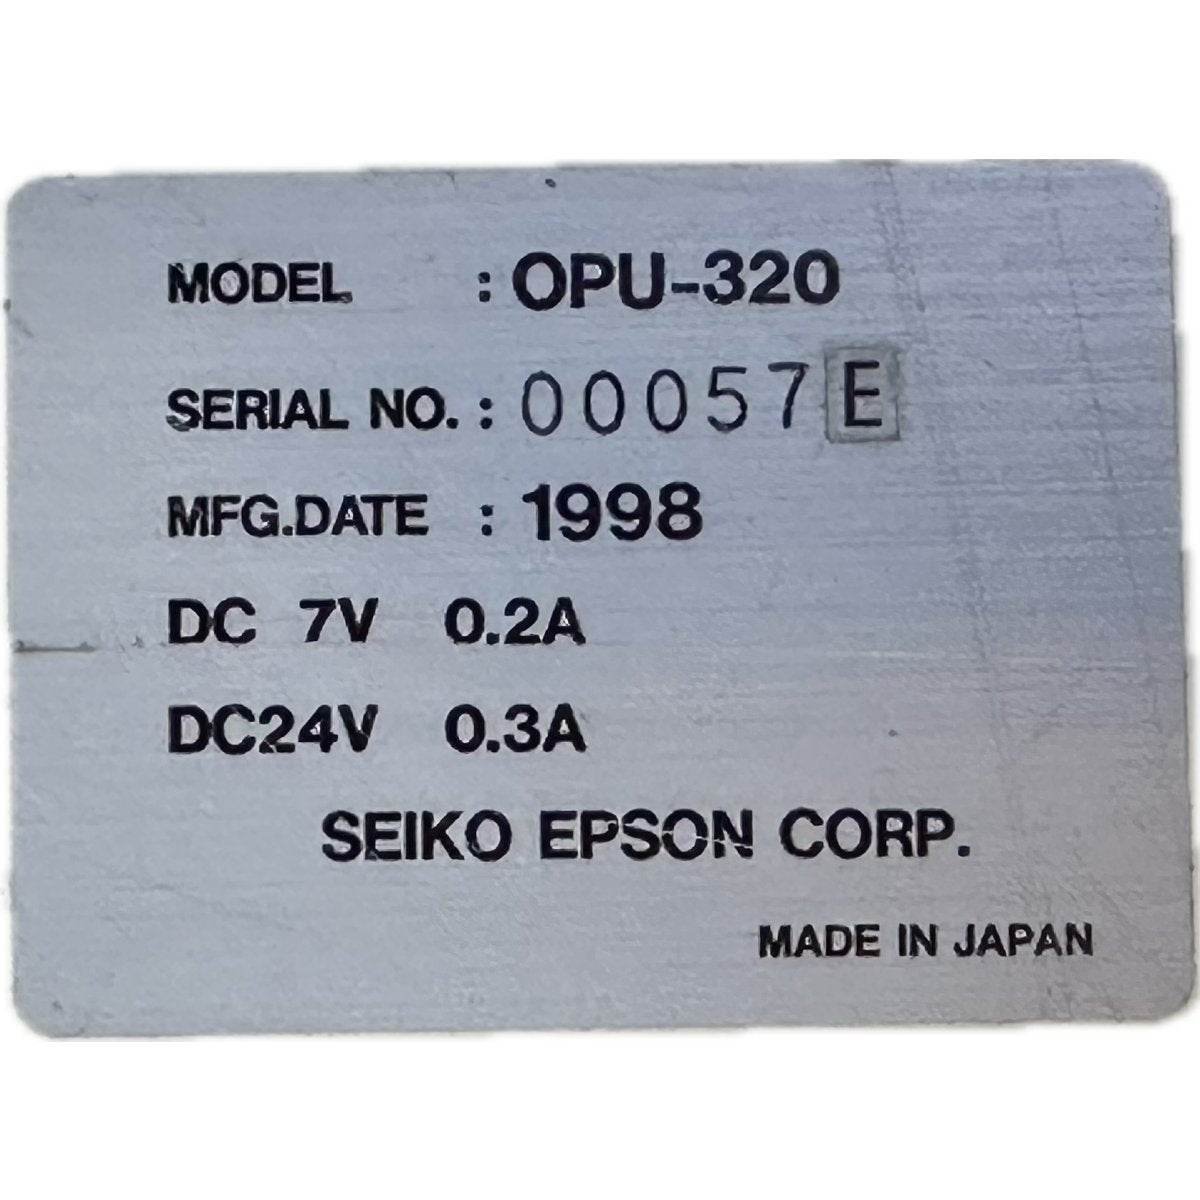 MODEL : OPU-320
SERIAL NO. : 00057E
MFG.DATE : 1998
DC 7V 0.2A
DC24V 0.3A
SEIKO EPSON CORP.
MADE IN JAPAN